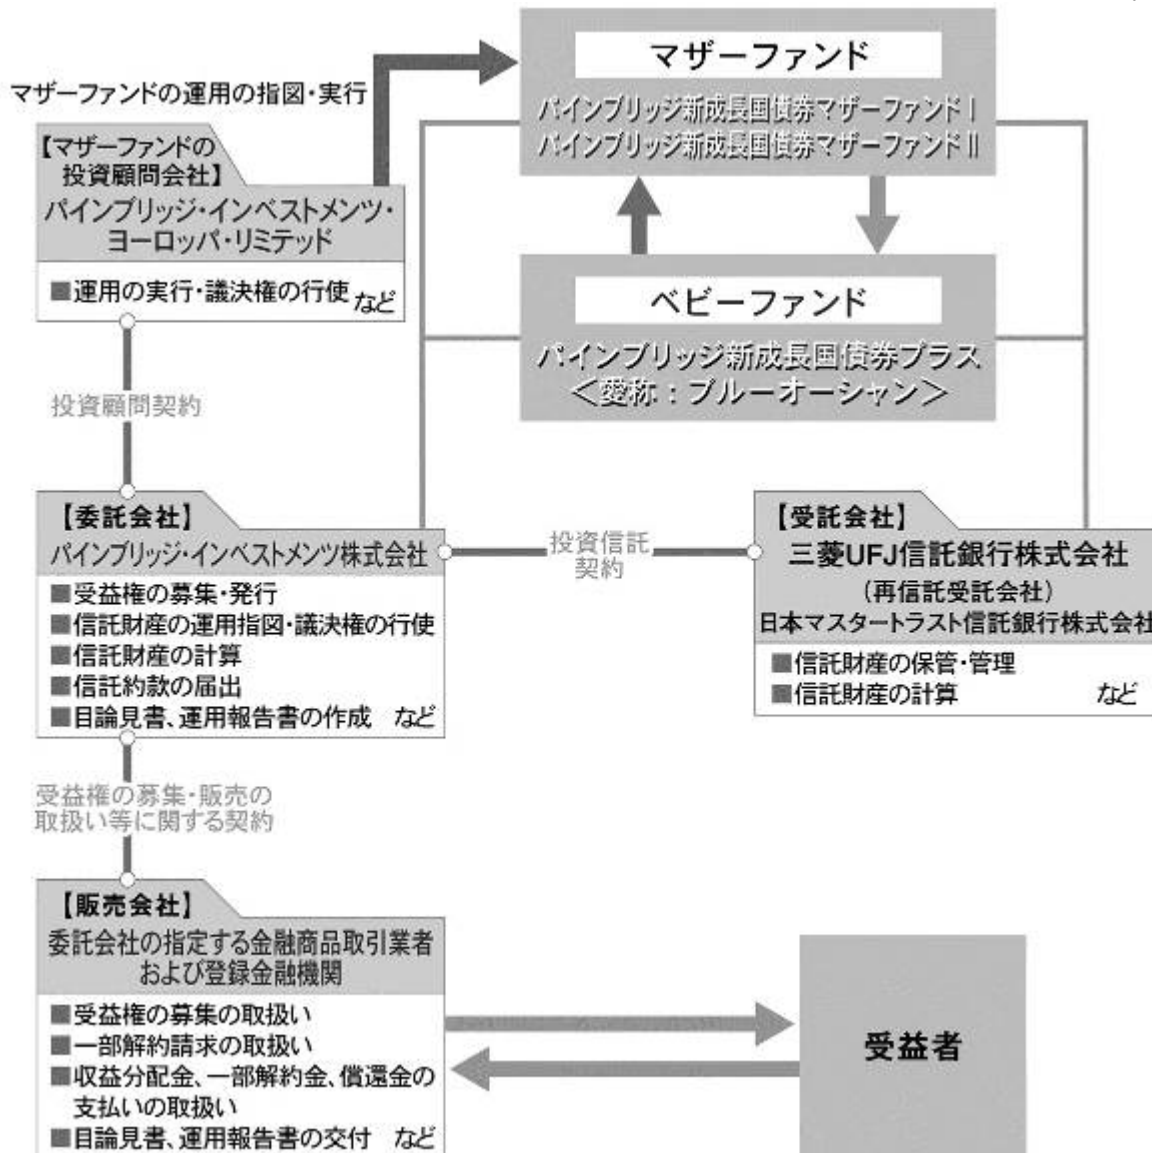 マザーファンド
パインブリッジ新成長国債券マザーファンドⅠ
パインブリッジ新成長国債券マザーファンドⅡ
マザーファンドの運用の指図・実行
【マザーファンドの
投資顧問会社】
パインブリッジ・インベストメンツ・
ヨーロッパ・リミテッド
■運用の実行・議決権の行使 など
ベビーファンド
パインブリッジ新成長国債券プラス
<愛称:ブルーオーシャン>
投資顧問契約
【委託会社】
パインブリッジ・インベストメンツ株式会社
■受益権の募集・発行
■信託財産の運用指図・議決権の行使
■信託財産の計算
■信託約款の届出
■目論見書、運用報告書の作成 など
投資信託
契約
【受託会社】
三菱UFJ信託銀行株式会社
(再信託受託会社)
日本マスタートラスト信託銀行株式会社
■信託財産の保管・管理
■信託財産の計算 など
受益権の募集・販売の
取扱い等に関する契約
【販売会社】
委託会社の指定する金融商品取引業者
および登録金融機関
■受益権の募集の取扱い
■一部解約請求の取扱い
■収益分配金、一部解約金、償還金の
支払いの取扱い
■目論見書、運用報告書の交付 など
受益者